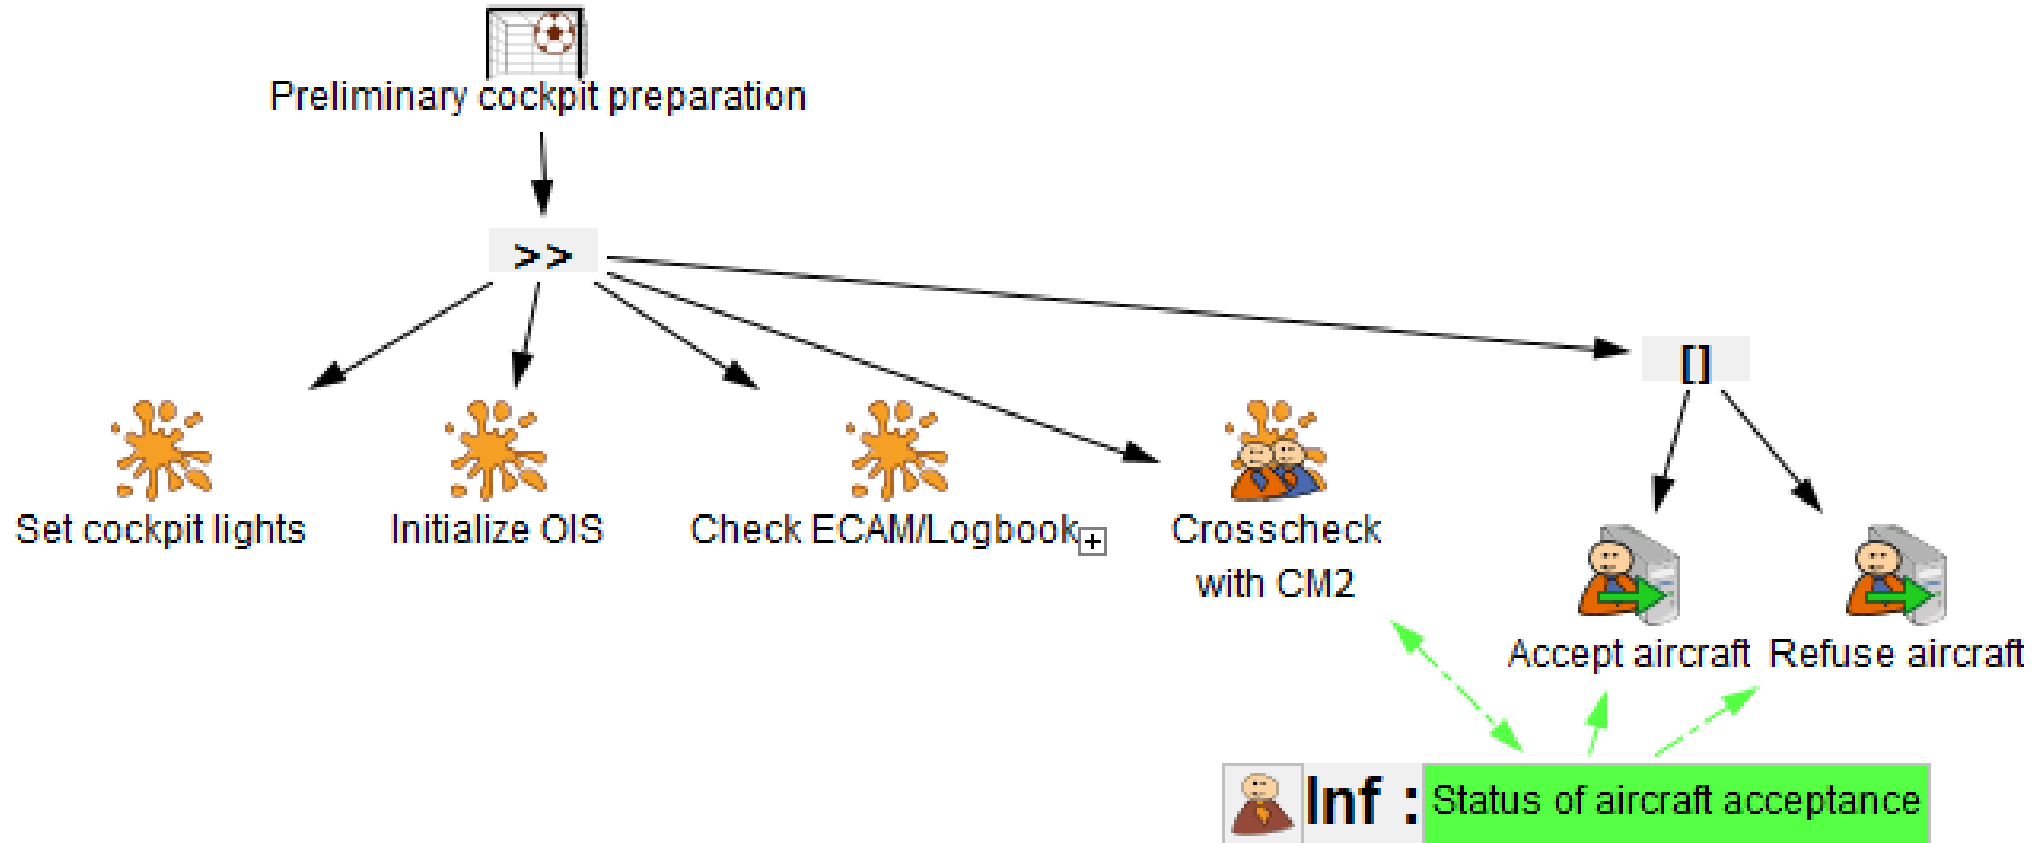 Preliminary cockpit preparation
>>
[]
Set cockpit lights
Initialize OIS
Check ECAM/Logbook
+
Crosscheck
with CM2
Accept aircraft
Refuse aircraft
Inf : Status of aircraft acceptance